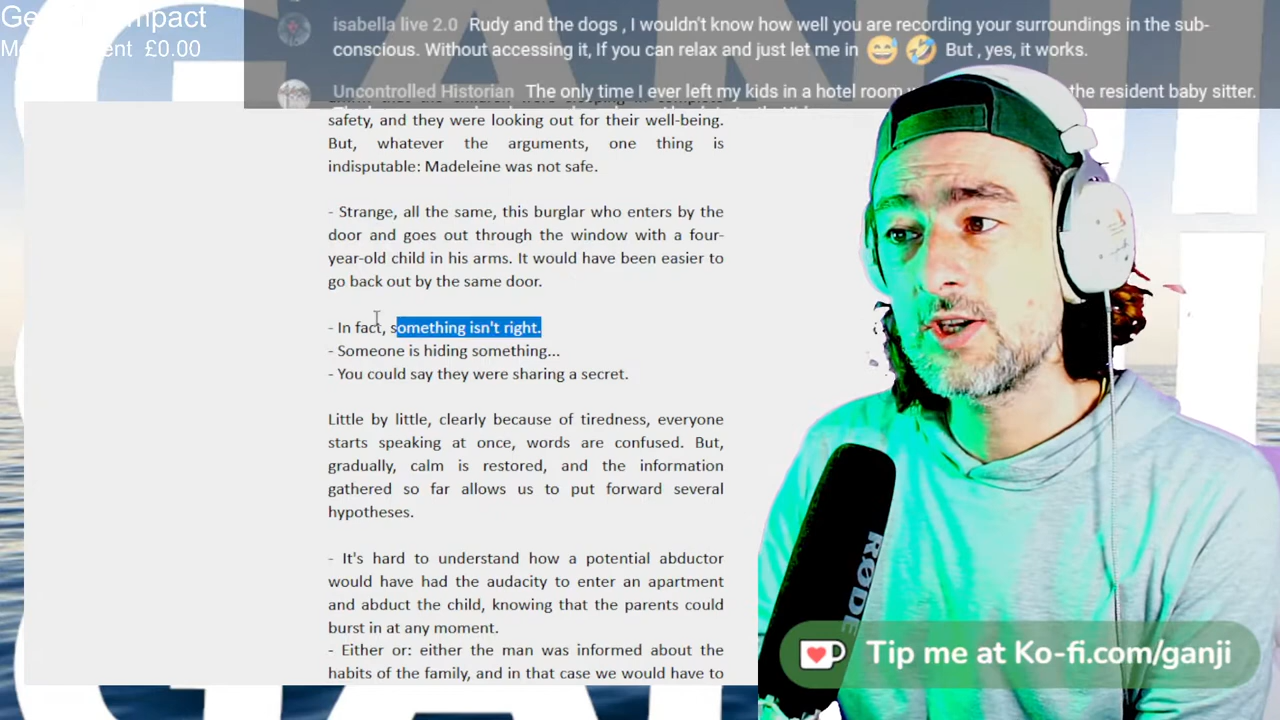 isabella live 2.0 Rudy and the dogs , I wouldn't know how well you are recording your surroundings in the sub-
conscious. Without accessing it, If you can relax and just let me in 😅 🤣 But , yes, it works.
Uncontrolled Historian The only time I ever left my kids in a hotel room the resident baby sitter.
£0.00
safety, and they were looking out for their well-being.
But, whatever the arguments, one thing is
indisputable: Madeleine was not safe.
- Strange, all the same, this burglar who enters by the
door and goes out through the window with a four-
year-old child in his arms. It would have been easier to
go back out by the same door.
- In fact, something isn't right.
- Someone is hiding something...
- You could say they were sharing a secret.
Little by little, clearly because of tiredness, everyone
starts speaking at once, words are confused. But,
gradually, calm is restored, and the information
gathered so far allows us to put forward several
hypotheses.
- It's hard to understand how a potential abductor
would have had the audacity to enter an apartment
and abduct the child, knowing that the parents could
burst in at any moment.
- Either or: either the man was informed about the
habits of the family, and in that case we would have to
RØDE
Tip me at Ko-fi.com/ganji